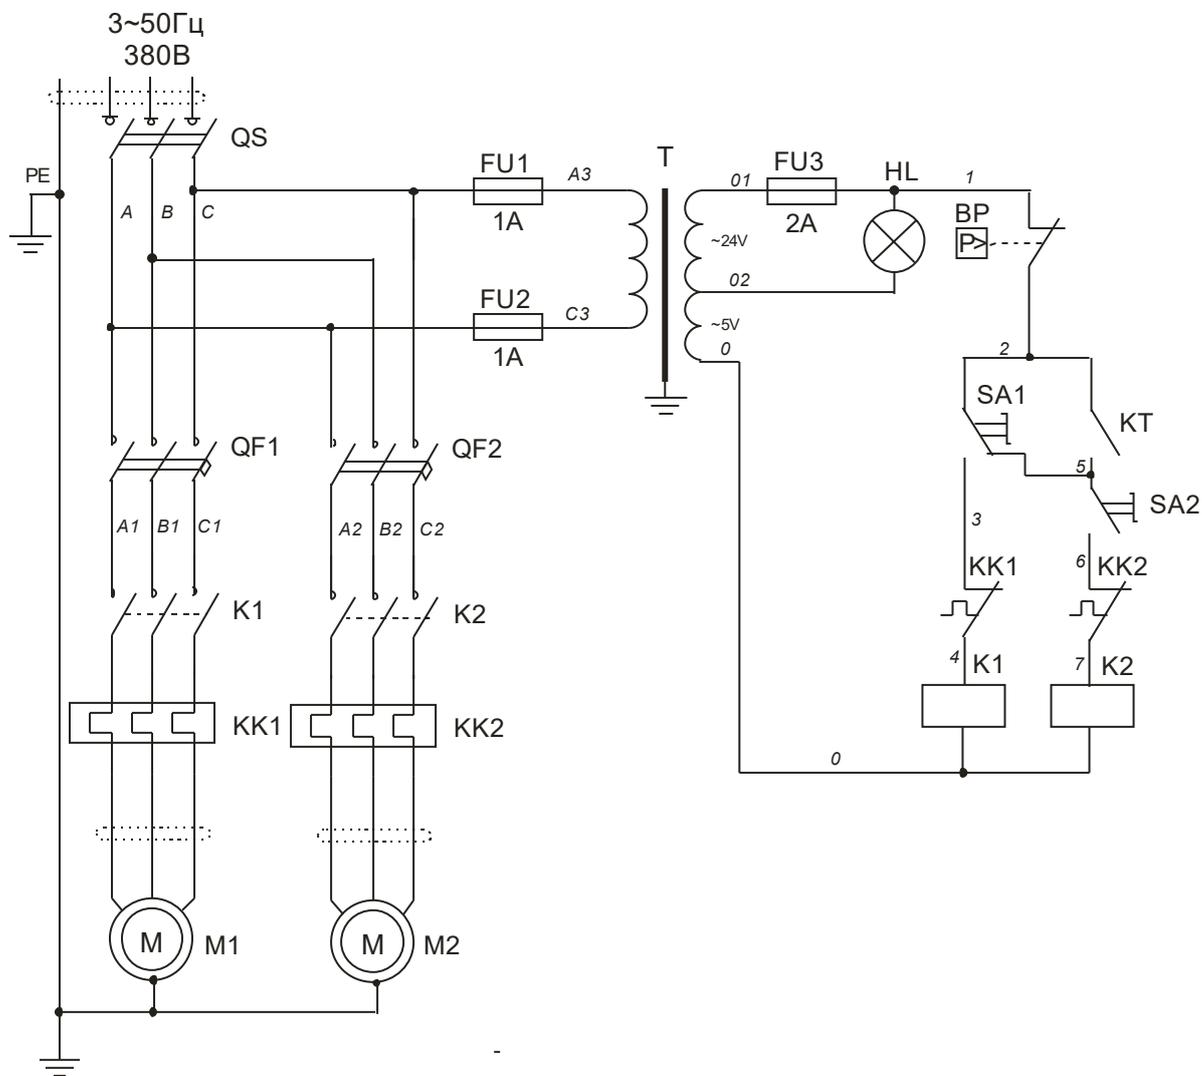 3~50Гц
380В
QS
PE
A
B
C
FU1
1A
A3
FU2
1A
C3
T
01
FU3
2A
HL
1
~24V
02
~5V
0
BP
P>
2
SA1
KT
5
SA2
3
KK1
6
KK2
4
K1
7
K2
0
QF1
QF2
A1
B1
C1
A2
B2
C2
K1
K2
KK1
KK2
M
M1
M
M2
-